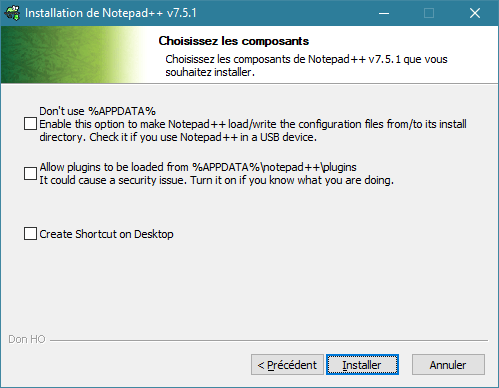 Installation de Notepad++ v7.5.1
Choisissez les composants
Choisissez les composants de Notepad++ v7.5.1 que vous
souhaitez installer.
Don't use %APPDATA%
Enable this option to make Notepad++ load/write the configuration files from/to its install
directory. Check it if you use Notepad++ in a USB device.
Allow plugins to be loaded from %APPDATA%\notepad++\plugins
It could cause a security issue. Turn it on if you know what you are doing.
Create Shortcut on Desktop
Don HO
< Précédent
Installer
Annuler